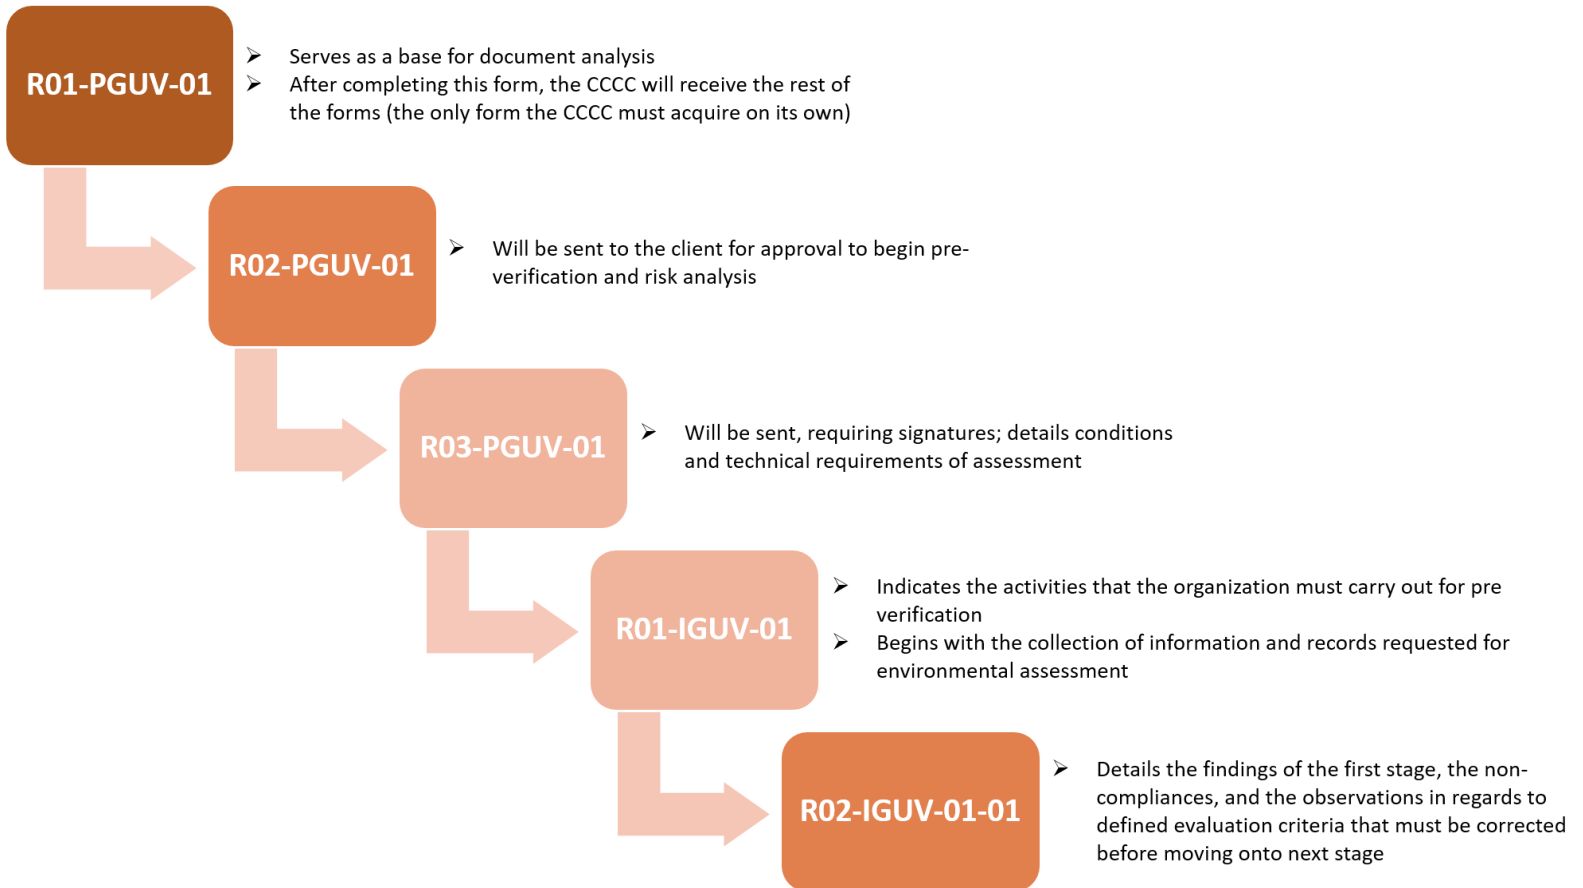 R01-PGUV-01
➢ Serves as a base for document analysis
➢ After completing this form, the CCCC will receive the rest of
the forms (the only form the CCCC must acquire on its own)
R02-PGUV-01
➢ Will be sent to the client for approval to begin pre-
verification and risk analysis
R03-PGUV-01
➢ Will be sent, requiring signatures; details conditions
and technical requirements of assessment
R01-IGUV-01
➢ Indicates the activities that the organization must carry out for pre
verification
➢ Begins with the collection of information and records requested for
environmental assessment
R02-IGUV-01-01
➢ Details the findings of the first stage, the non-
compliances, and the observations in regards to
defined evaluation criteria that must be corrected
before moving onto next stage